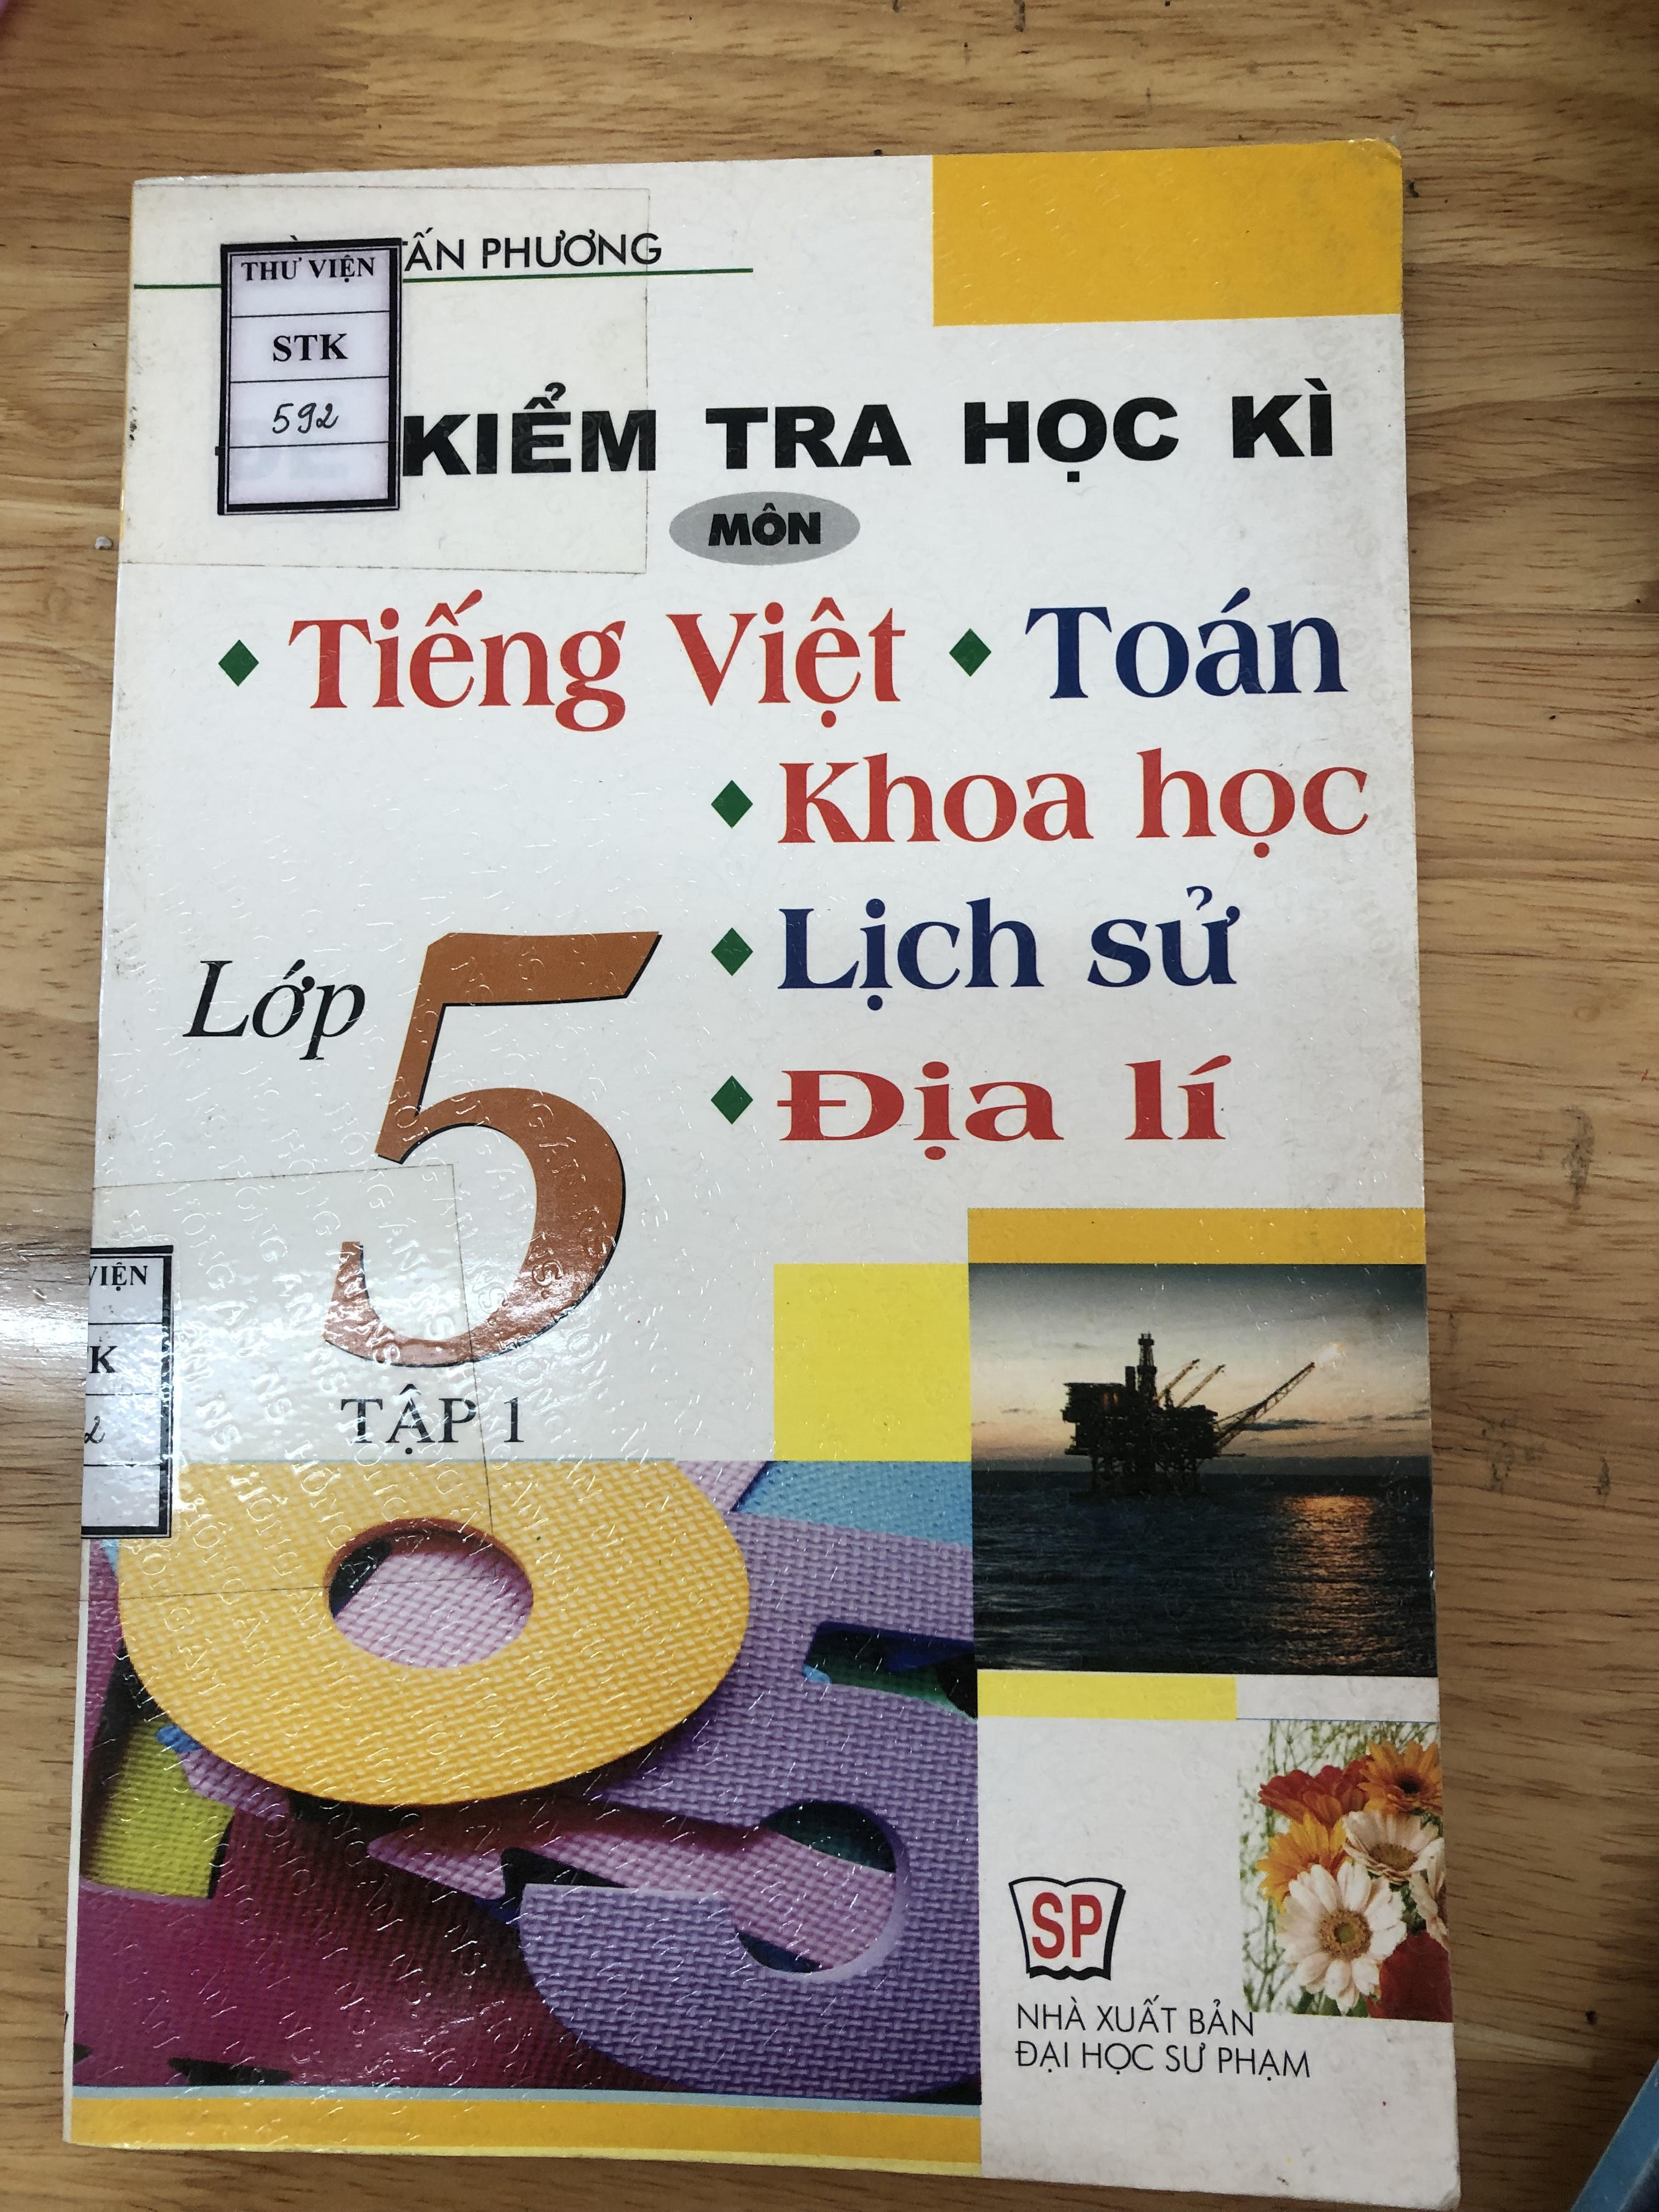 TẤN PHƯƠNG
THƯ VIỆN
STK
592
KIỂM TRA HỌC KÌ
MÔN
Tiếng Việt
Toán
Khoa học
Lịch sử
Địa lí
Lớp 5
TẬP 1
VIỆN
K
2
SP
NHÀ XUẤT BẢN
ĐẠI HỌC SƯ PHẠM